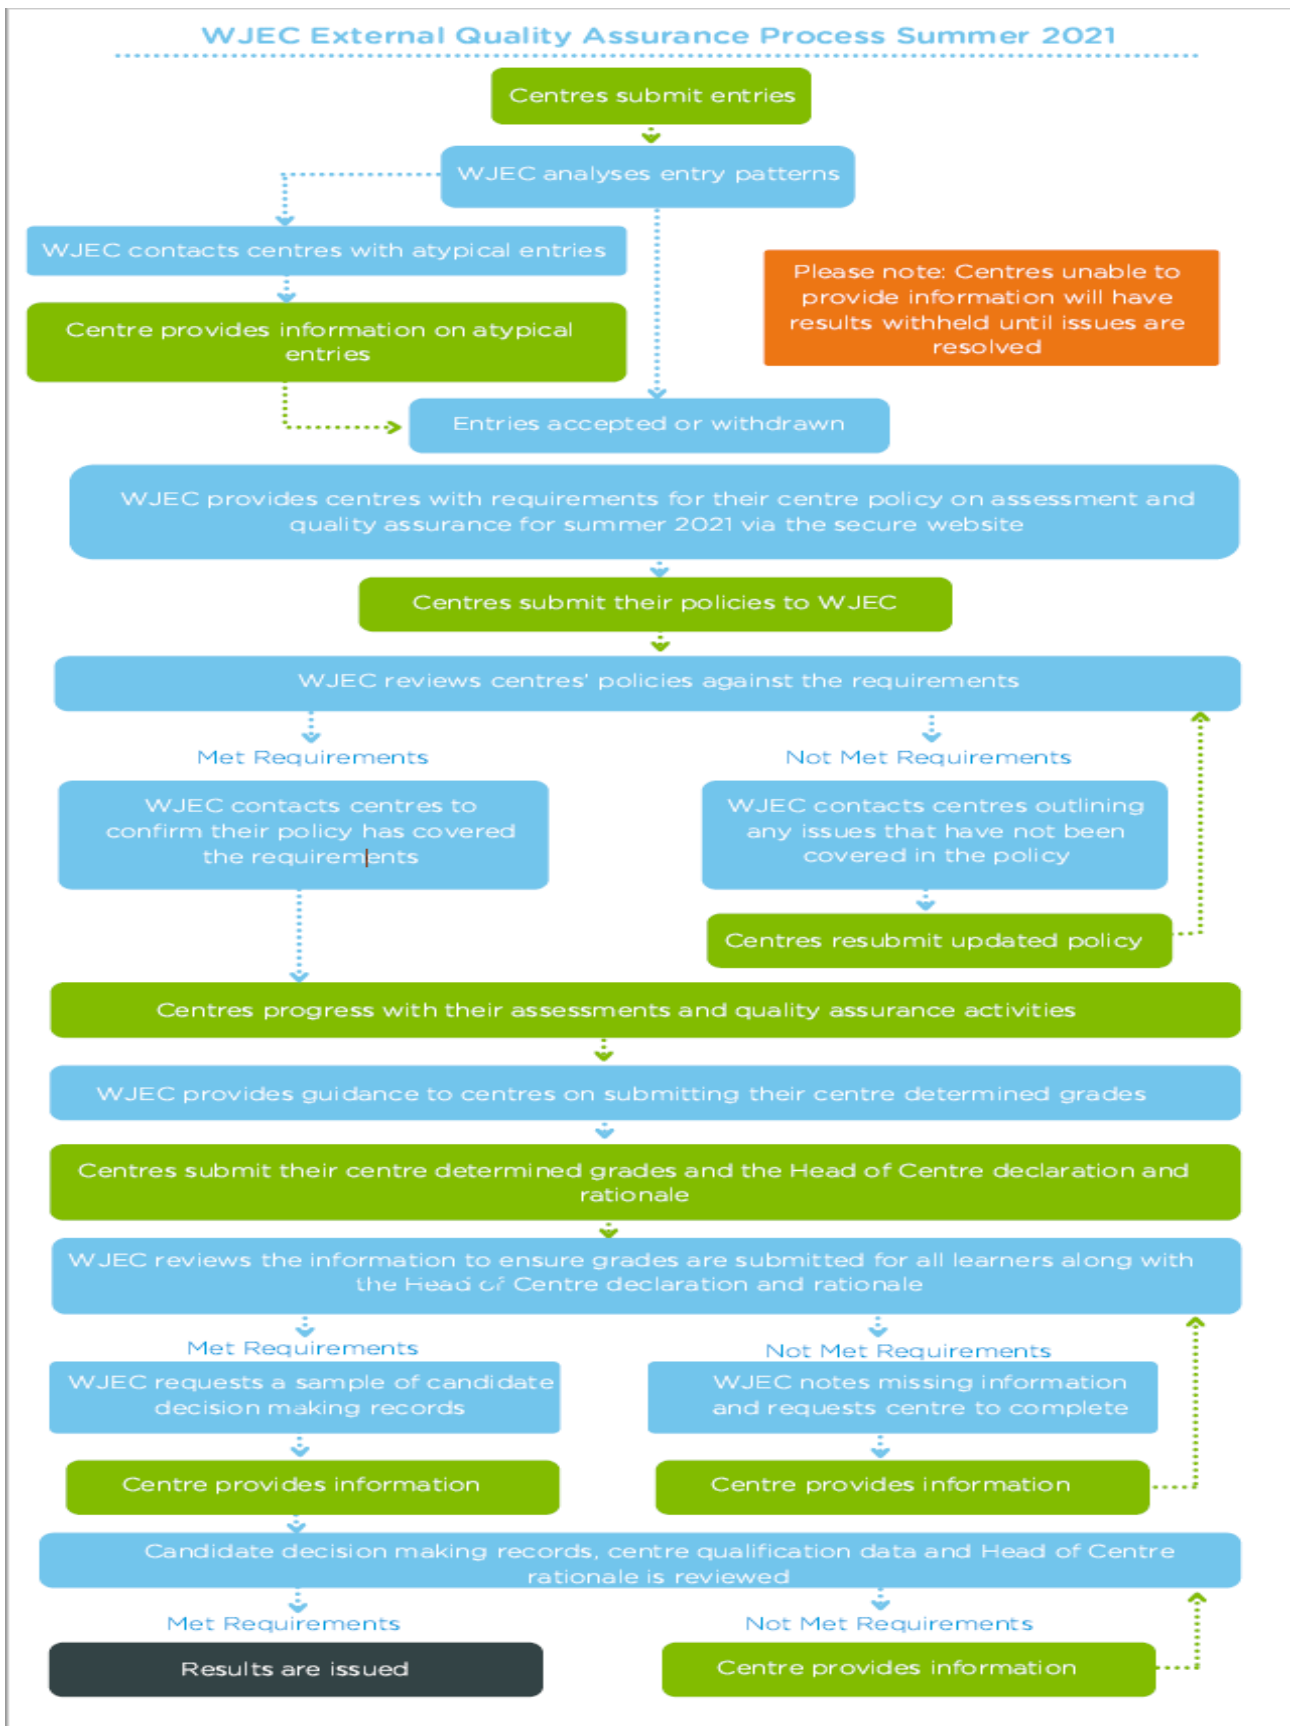 WJEC External Quality Assurance Process Summer 2021
Centres submit entries
WJEC analyses entry patterns
WJEC contacts centres with atypical entries
Centre provides information on atypical
entries
Please note: Centres unable to
provide information will have
results withheld until issues are
resolved
Entries accepted or withdrawn
WJEC provides centres with requirements for their centre policy on assessment and
quality assurance for summer 2021 via the secure website
Centres submit their policies to WJEC
WJEC reviews centres' policies against the requirements
Met Requirements
Not Met Requirements
WJEC contacts centres to
confirm their policy has covered
the requirements
WJEC contacts centres outlining
any issues that have not been
covered in the policy
Centres resubmit updated policy
Centres progress with their assessments and quality assurance activities
WJEC provides guidance to centres on submitting their centre determined grades
Centres submit their centre determined grades and the Head of Centre declaration and
rationale
WJEC reviews the information to ensure grades are submitted for all learners along with
the Head of Centre declaration and rationale
Met Requirements
Not Met Requirements
WJEC requests a sample of candidate
decision making records
WJEC notes missing information
and requests centre to complete
Centre provides information
Centre provides information
Candidate decision making records, centre qualification data and Head of Centre
rationale is reviewed
Met Requirements
Not Met Requirements
Results are issued
Centre provides information